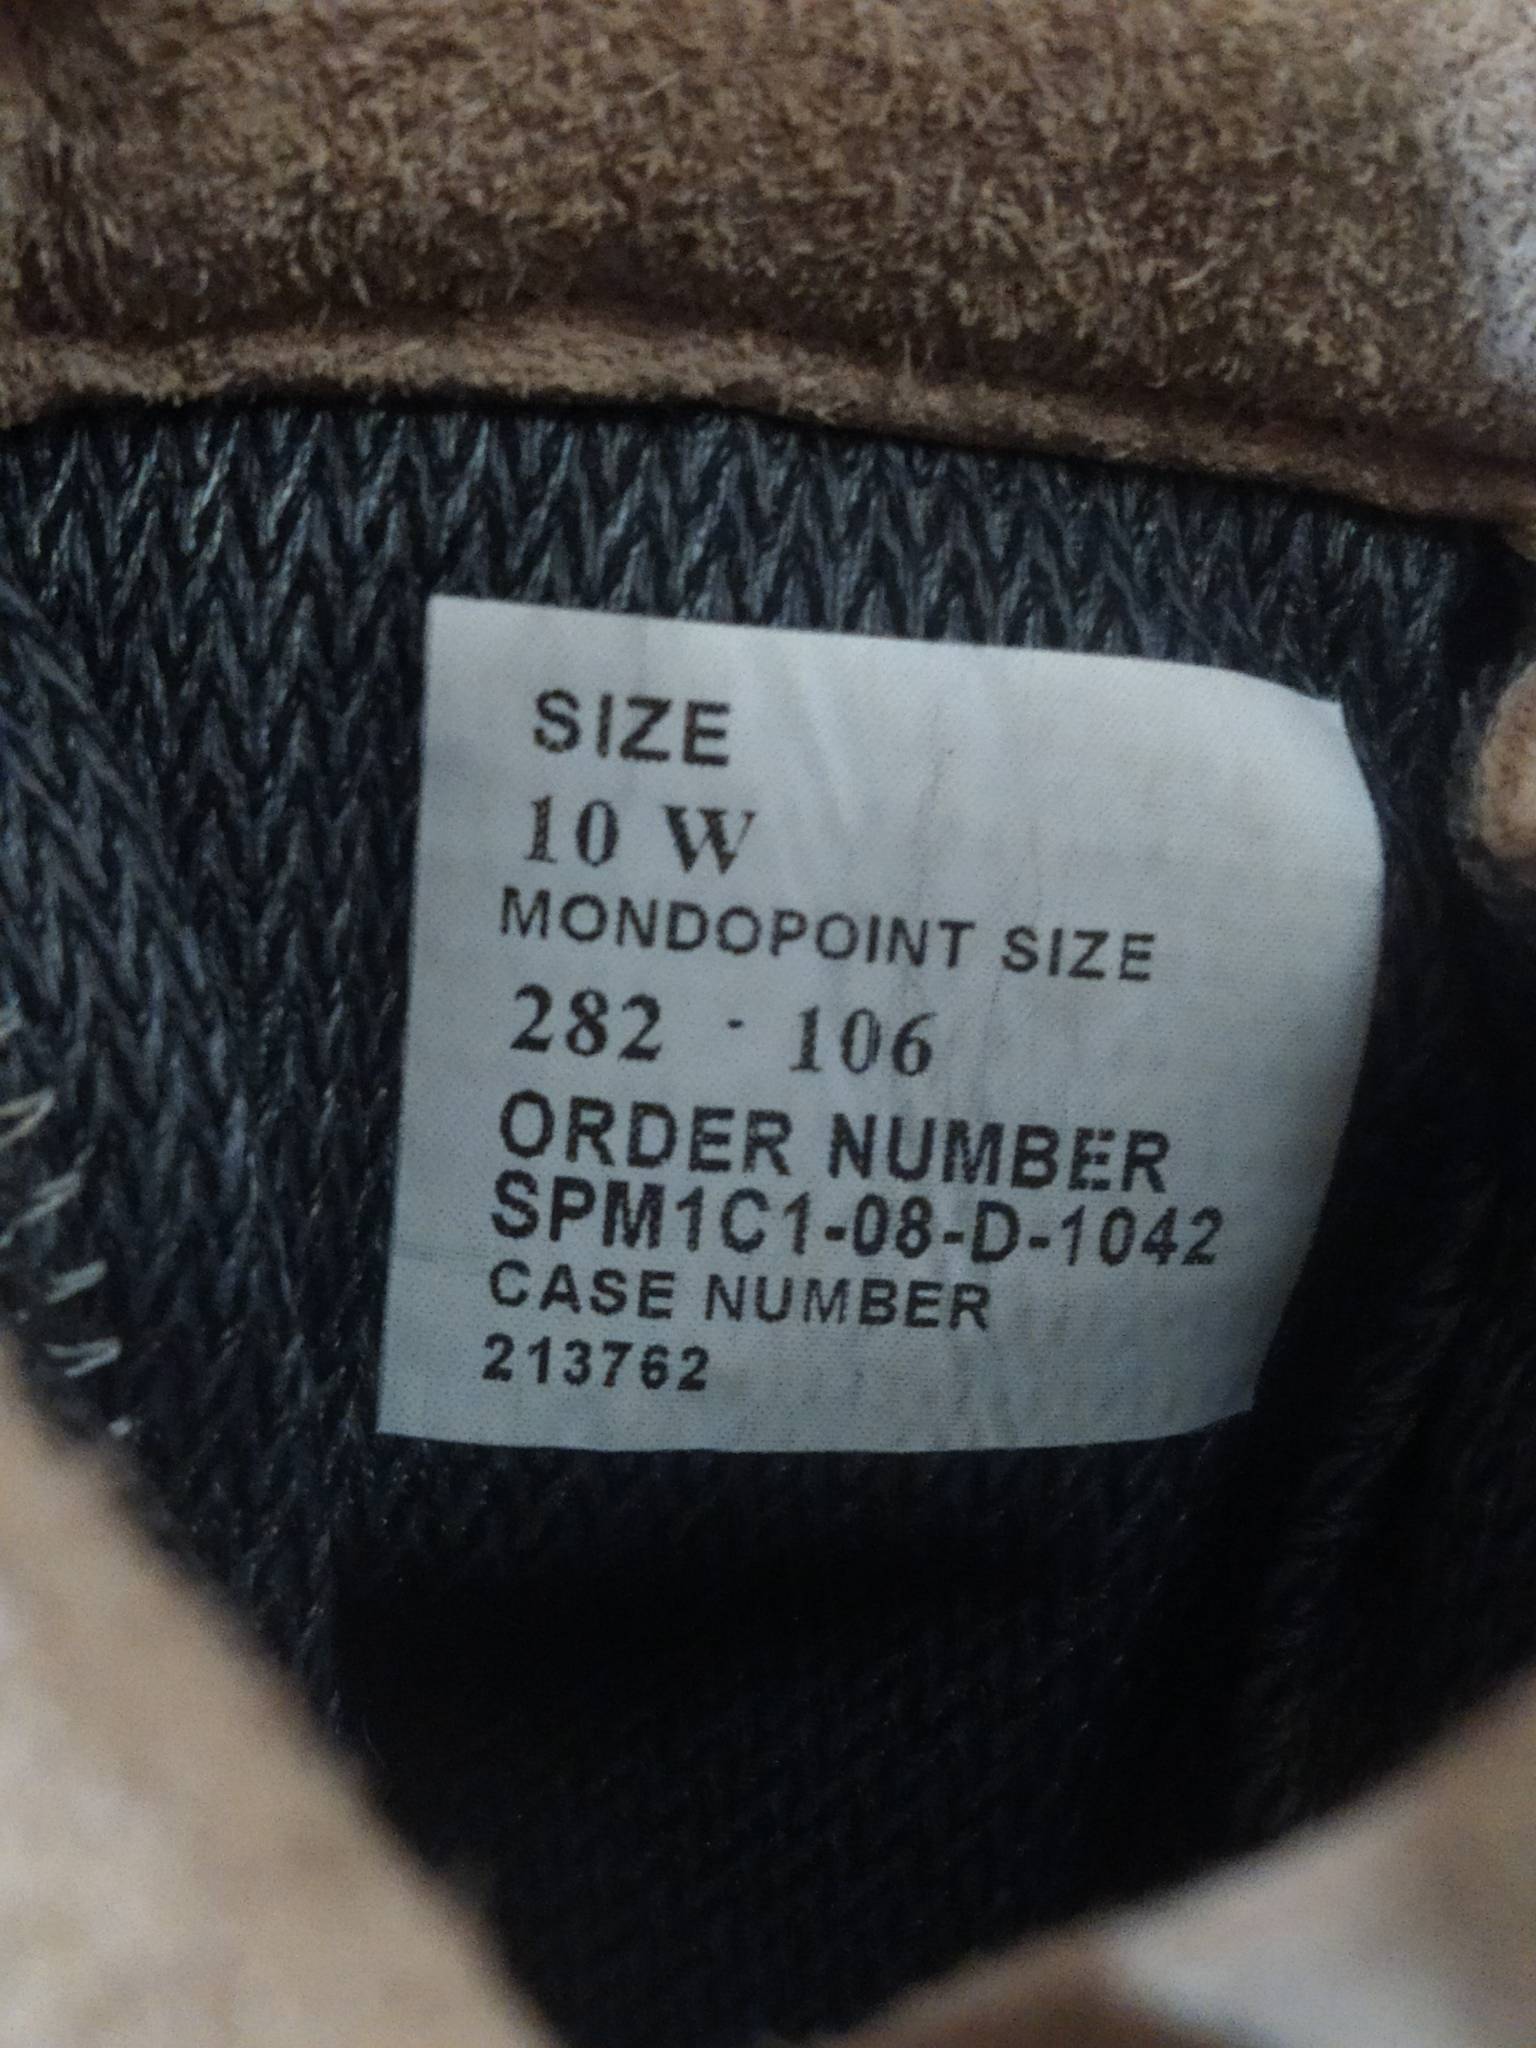 SIZE
10 W
MONDOPOINT SIZE
282 - 106
ORDER NUMBER
SPM1C1-08-D-1042
CASE NUMBER
213762